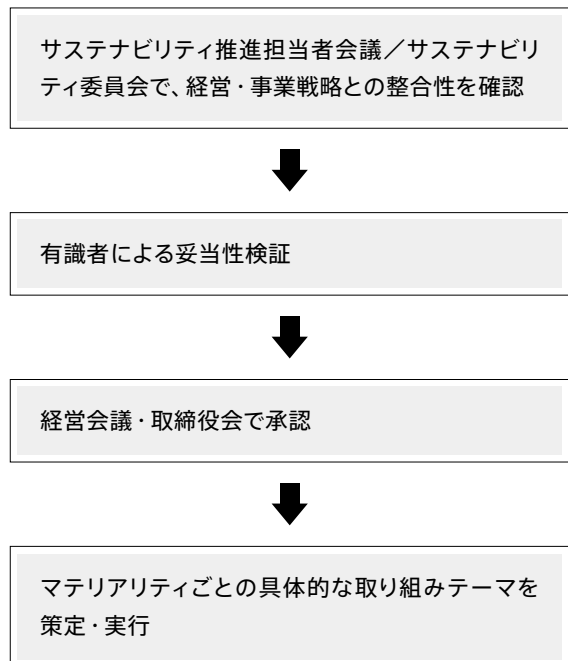 サステナビリティ推進担当者会議／サステナビリ
ティ委員会で、経営・事業戦略との整合性を確認
有識者による妥当性検証
経営会議・取締役会で承認
マテリアリティごとの具体的な取り組みテーマを
策定・実行